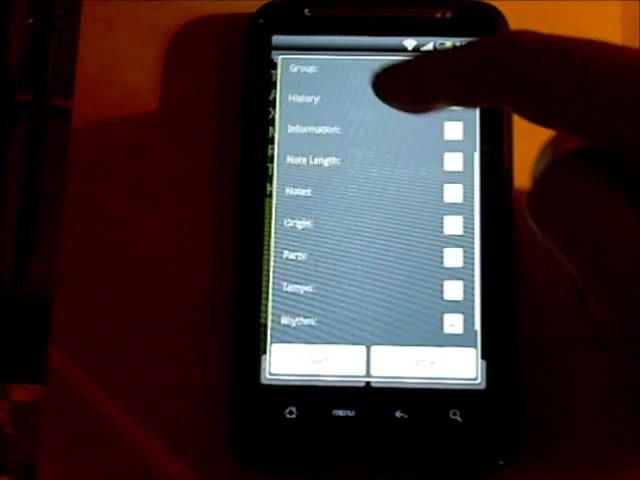 Group:
History:
Information:
Note Length:
Notes:
Origin:
Parts:
Tempo:
Rhythm:
menu